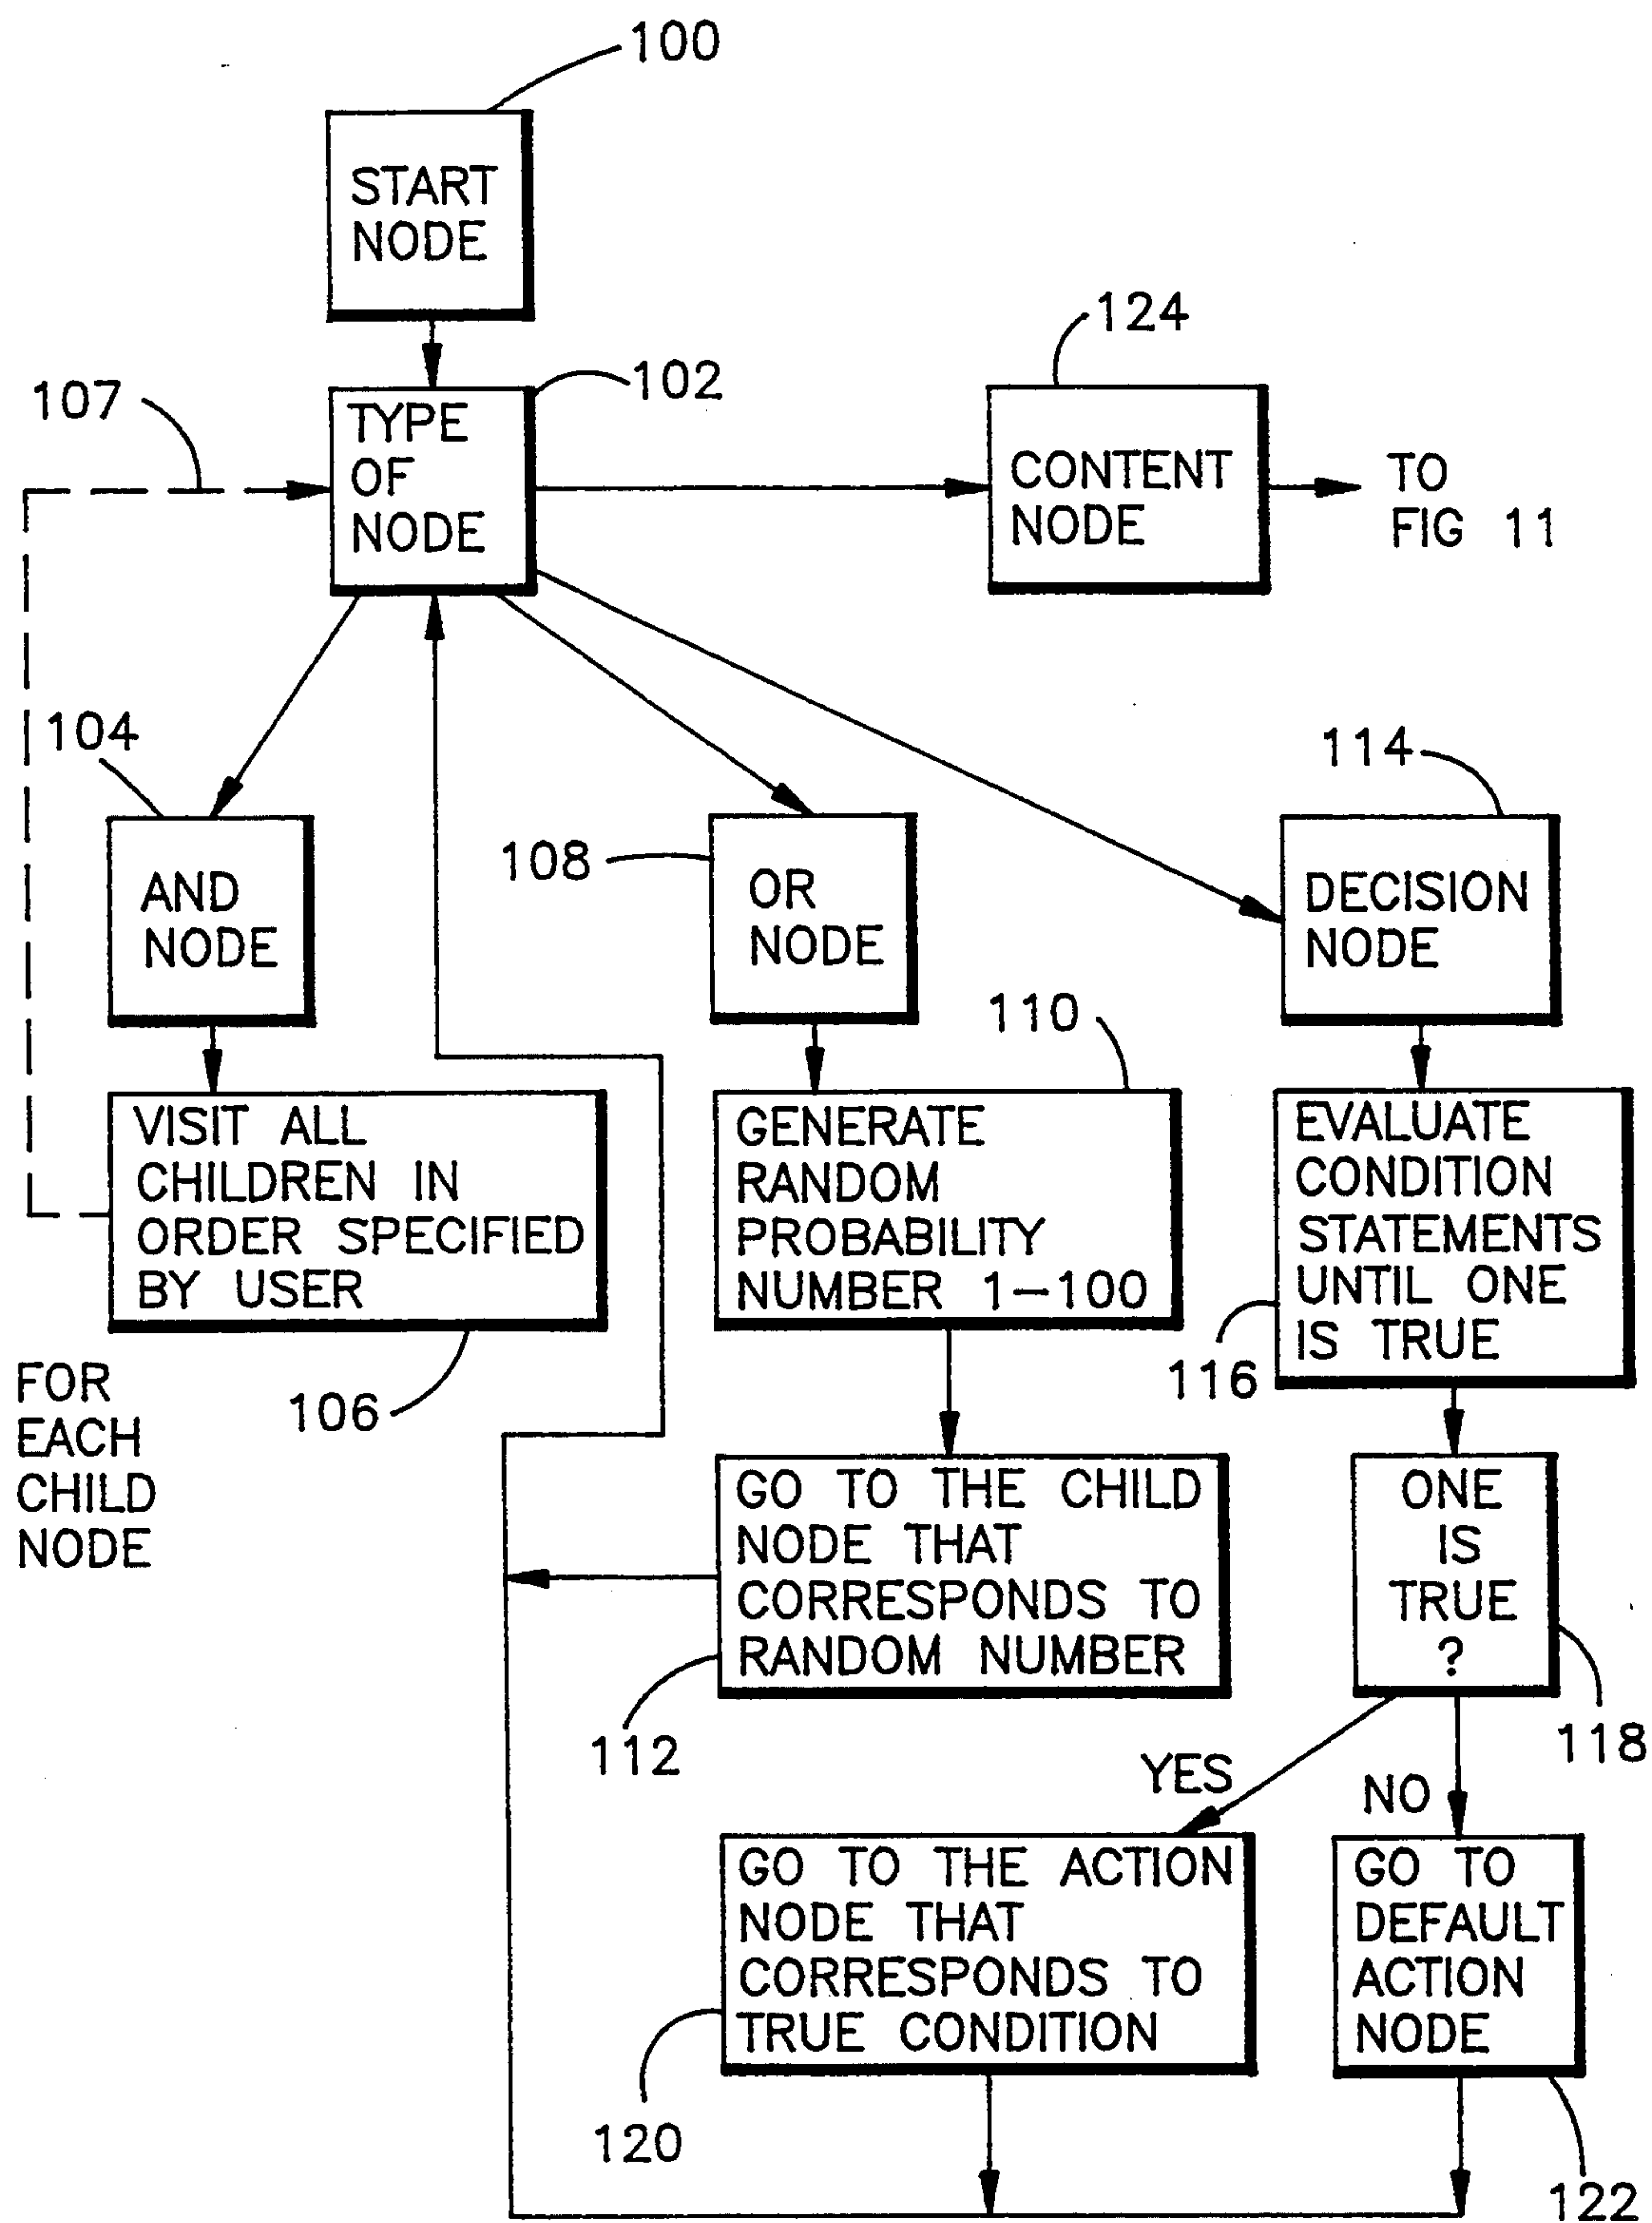 100
START
NODE
124
107
102
TYPE
OF
NODE
CONTENT
NODE
TO
FIG 11
104
114
108
AND
NODE
OR
NODE
DECISION
NODE
110
VISIT ALL
CHILDREN IN
ORDER SPECIFIED
BY USER
GENERATE
RANDOM
PROBABILITY
NUMBER 1-100
EVALUATE
CONDITION
STATEMENTS
UNTIL ONE
IS TRUE
116
106
FOR
EACH
CHILD
NODE
GO TO THE CHILD
NODE THAT
CORRESPONDS TO
RANDOM NUMBER
ONE
IS
TRUE
?
112
118
YES
NO
GO TO THE ACTION
NODE THAT
CORRESPONDS TO
TRUE CONDITION
GO TO
DEFAULT
ACTION
NODE
120
122